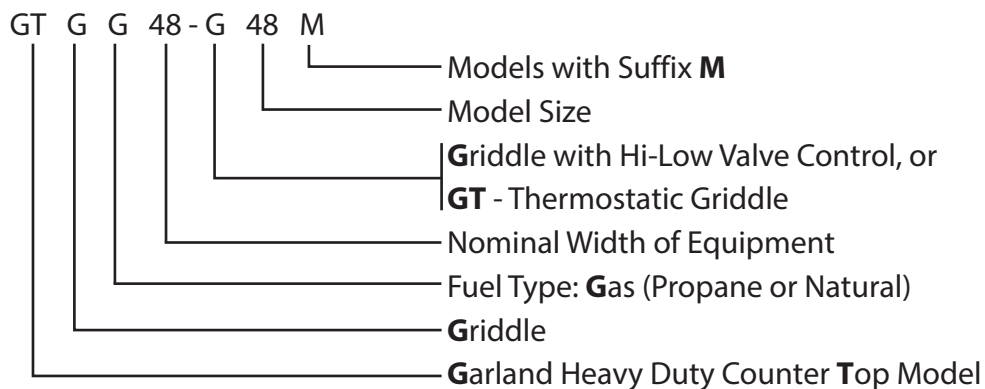 GT G G 48 - G 48 M
Models with Suffix M
Model Size
Griddle with Hi-Low Valve Control, or
GT - Thermostatic Griddle
Nominal Width of Equipment
Fuel Type: Gas (Propane or Natural)
Griddle
Garland Heavy Duty Counter Top Model